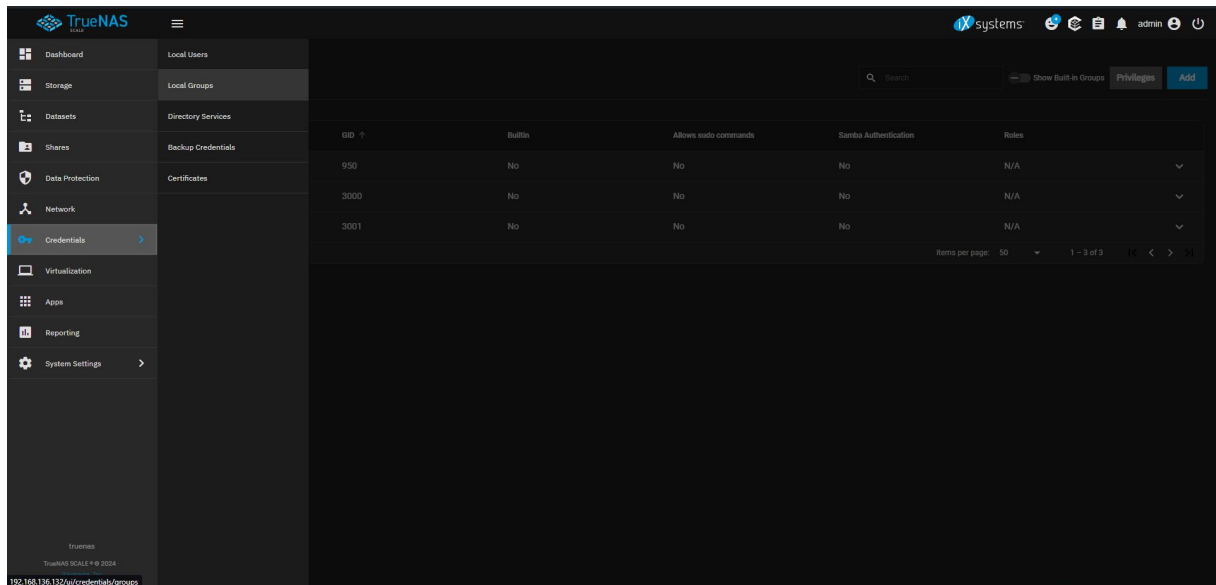 TrueNAS
SCALE
iXsystems
admin
Dashboard
Storage
Datasets
Shares
Data Protection
Network
Credentials
Virtualization
Apps
Reporting
System Settings
Local Users
Local Groups
Directory Services
Backup Credentials
Certificates
Search
Show Built-in Groups
Privileges
Add
GID Builtin Allows sudo commands Samba Authentication Roles
950 No No No N/A
3000 No No No N/A
3001 No No No N/A
Items per page: 50 1 – 3 of 3
truenas
TrueNAS SCALE ® © 2024
192.168.136.132/ui/credentials/groups